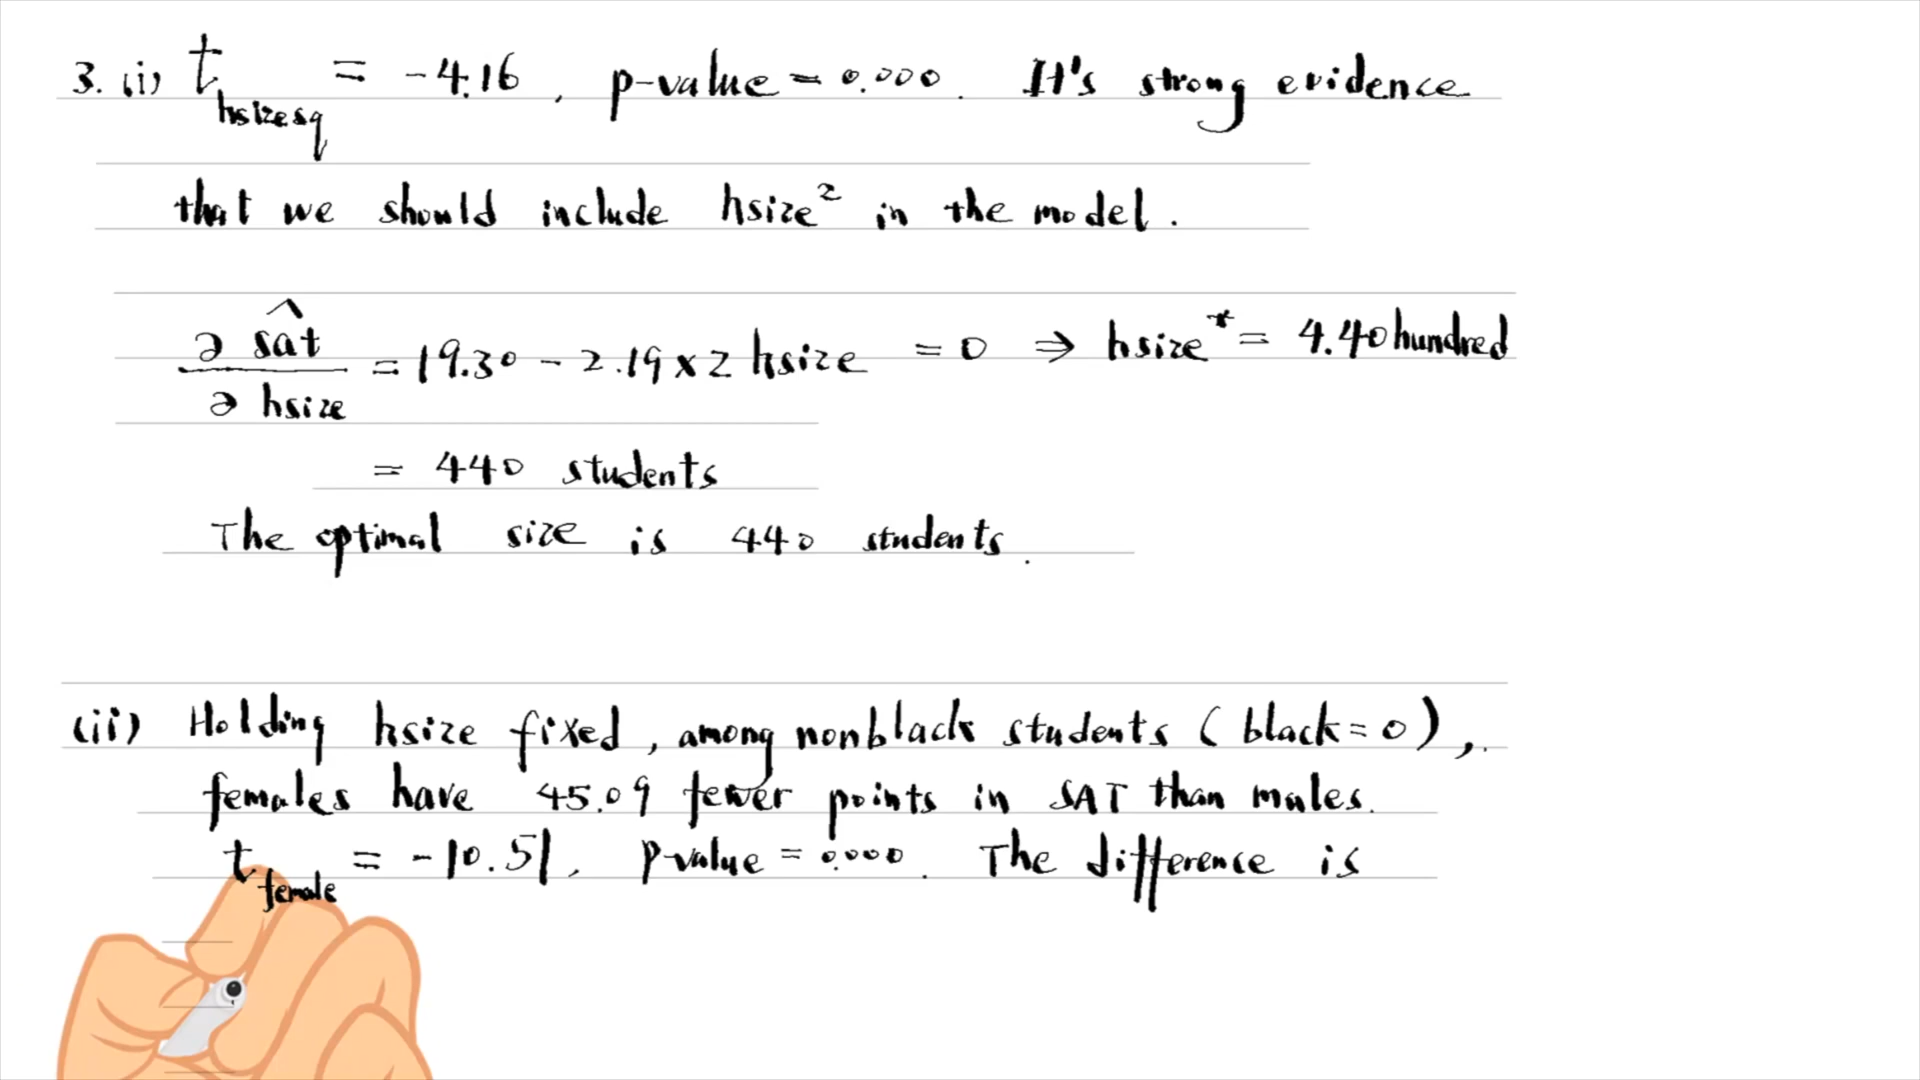 3. (i) t_hsizesq = -4.16, p-value = 0.000. It's strong evidence
that we should include hsize² in the model.
∂ sat^ / ∂ hsize = 19.30 - 2.19 x 2 hsize = 0 ⇒ hsize* = 4.40 hundred
= 440 students
The optimal size is 440 students.
(ii) Holding hsize fixed, among nonblack students (black = 0),
females have 45.09 fewer points in SAT than males.
t_female = -10.51, p-value = 0.000. The difference is